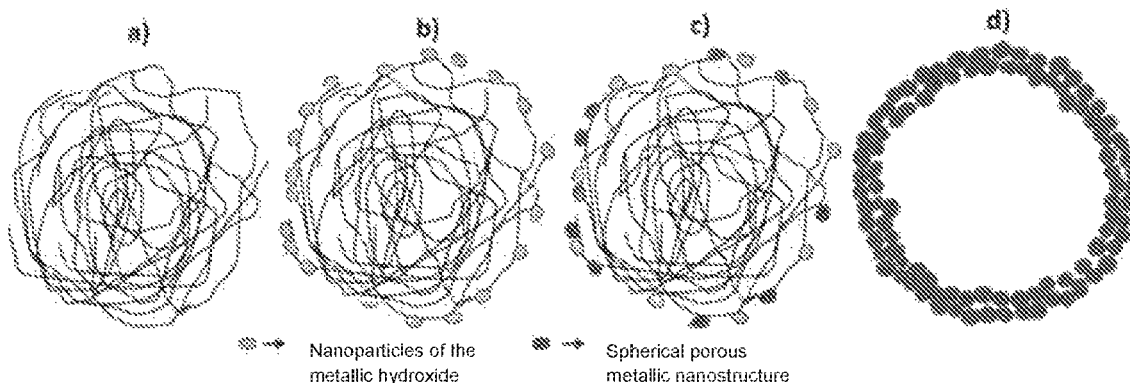 a)
b)
c)
d)
Nanoparticles of the
metallic hydroxide
Spherical porous
metallic nanostructure